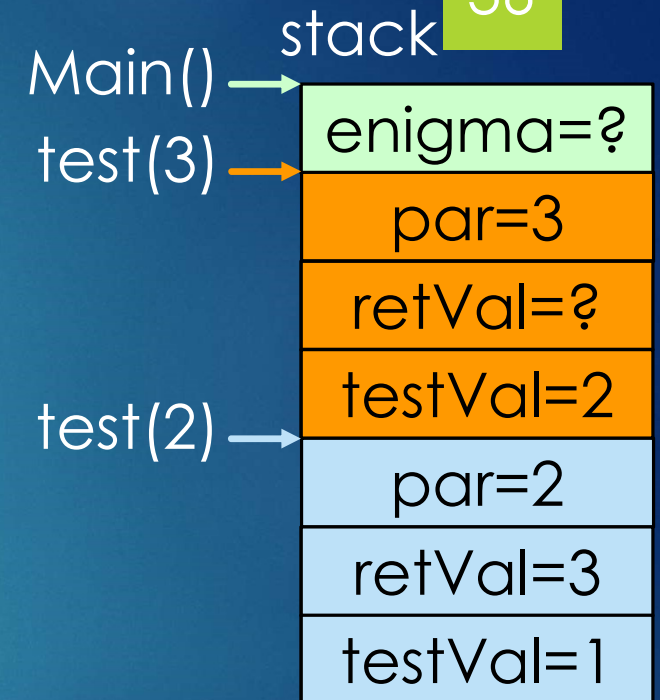 stack
Main()
enigma=?
test(3)
par=3
retVal=?
testVal=2
test(2)
par=2
retVal=3
testVal=1